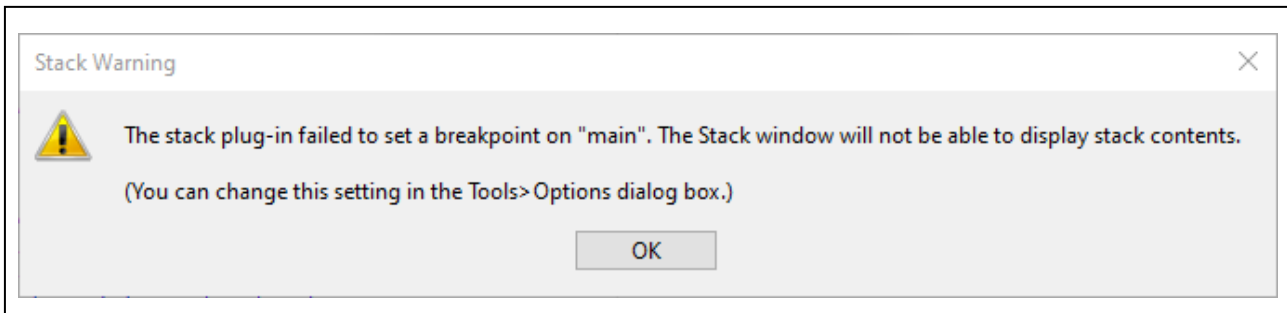 Stack Warning
The stack plug-in failed to set a breakpoint on "main". The Stack window will not be able to display stack contents.
(You can change this setting in the Tools>Options dialog box.)
OK